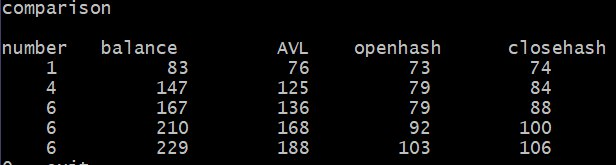 comparison
number balance AVL openhash closehash
1 83 76 73 74
4 147 125 79 84
6 167 136 79 88
6 210 168 92 100
6 229 188 103 106